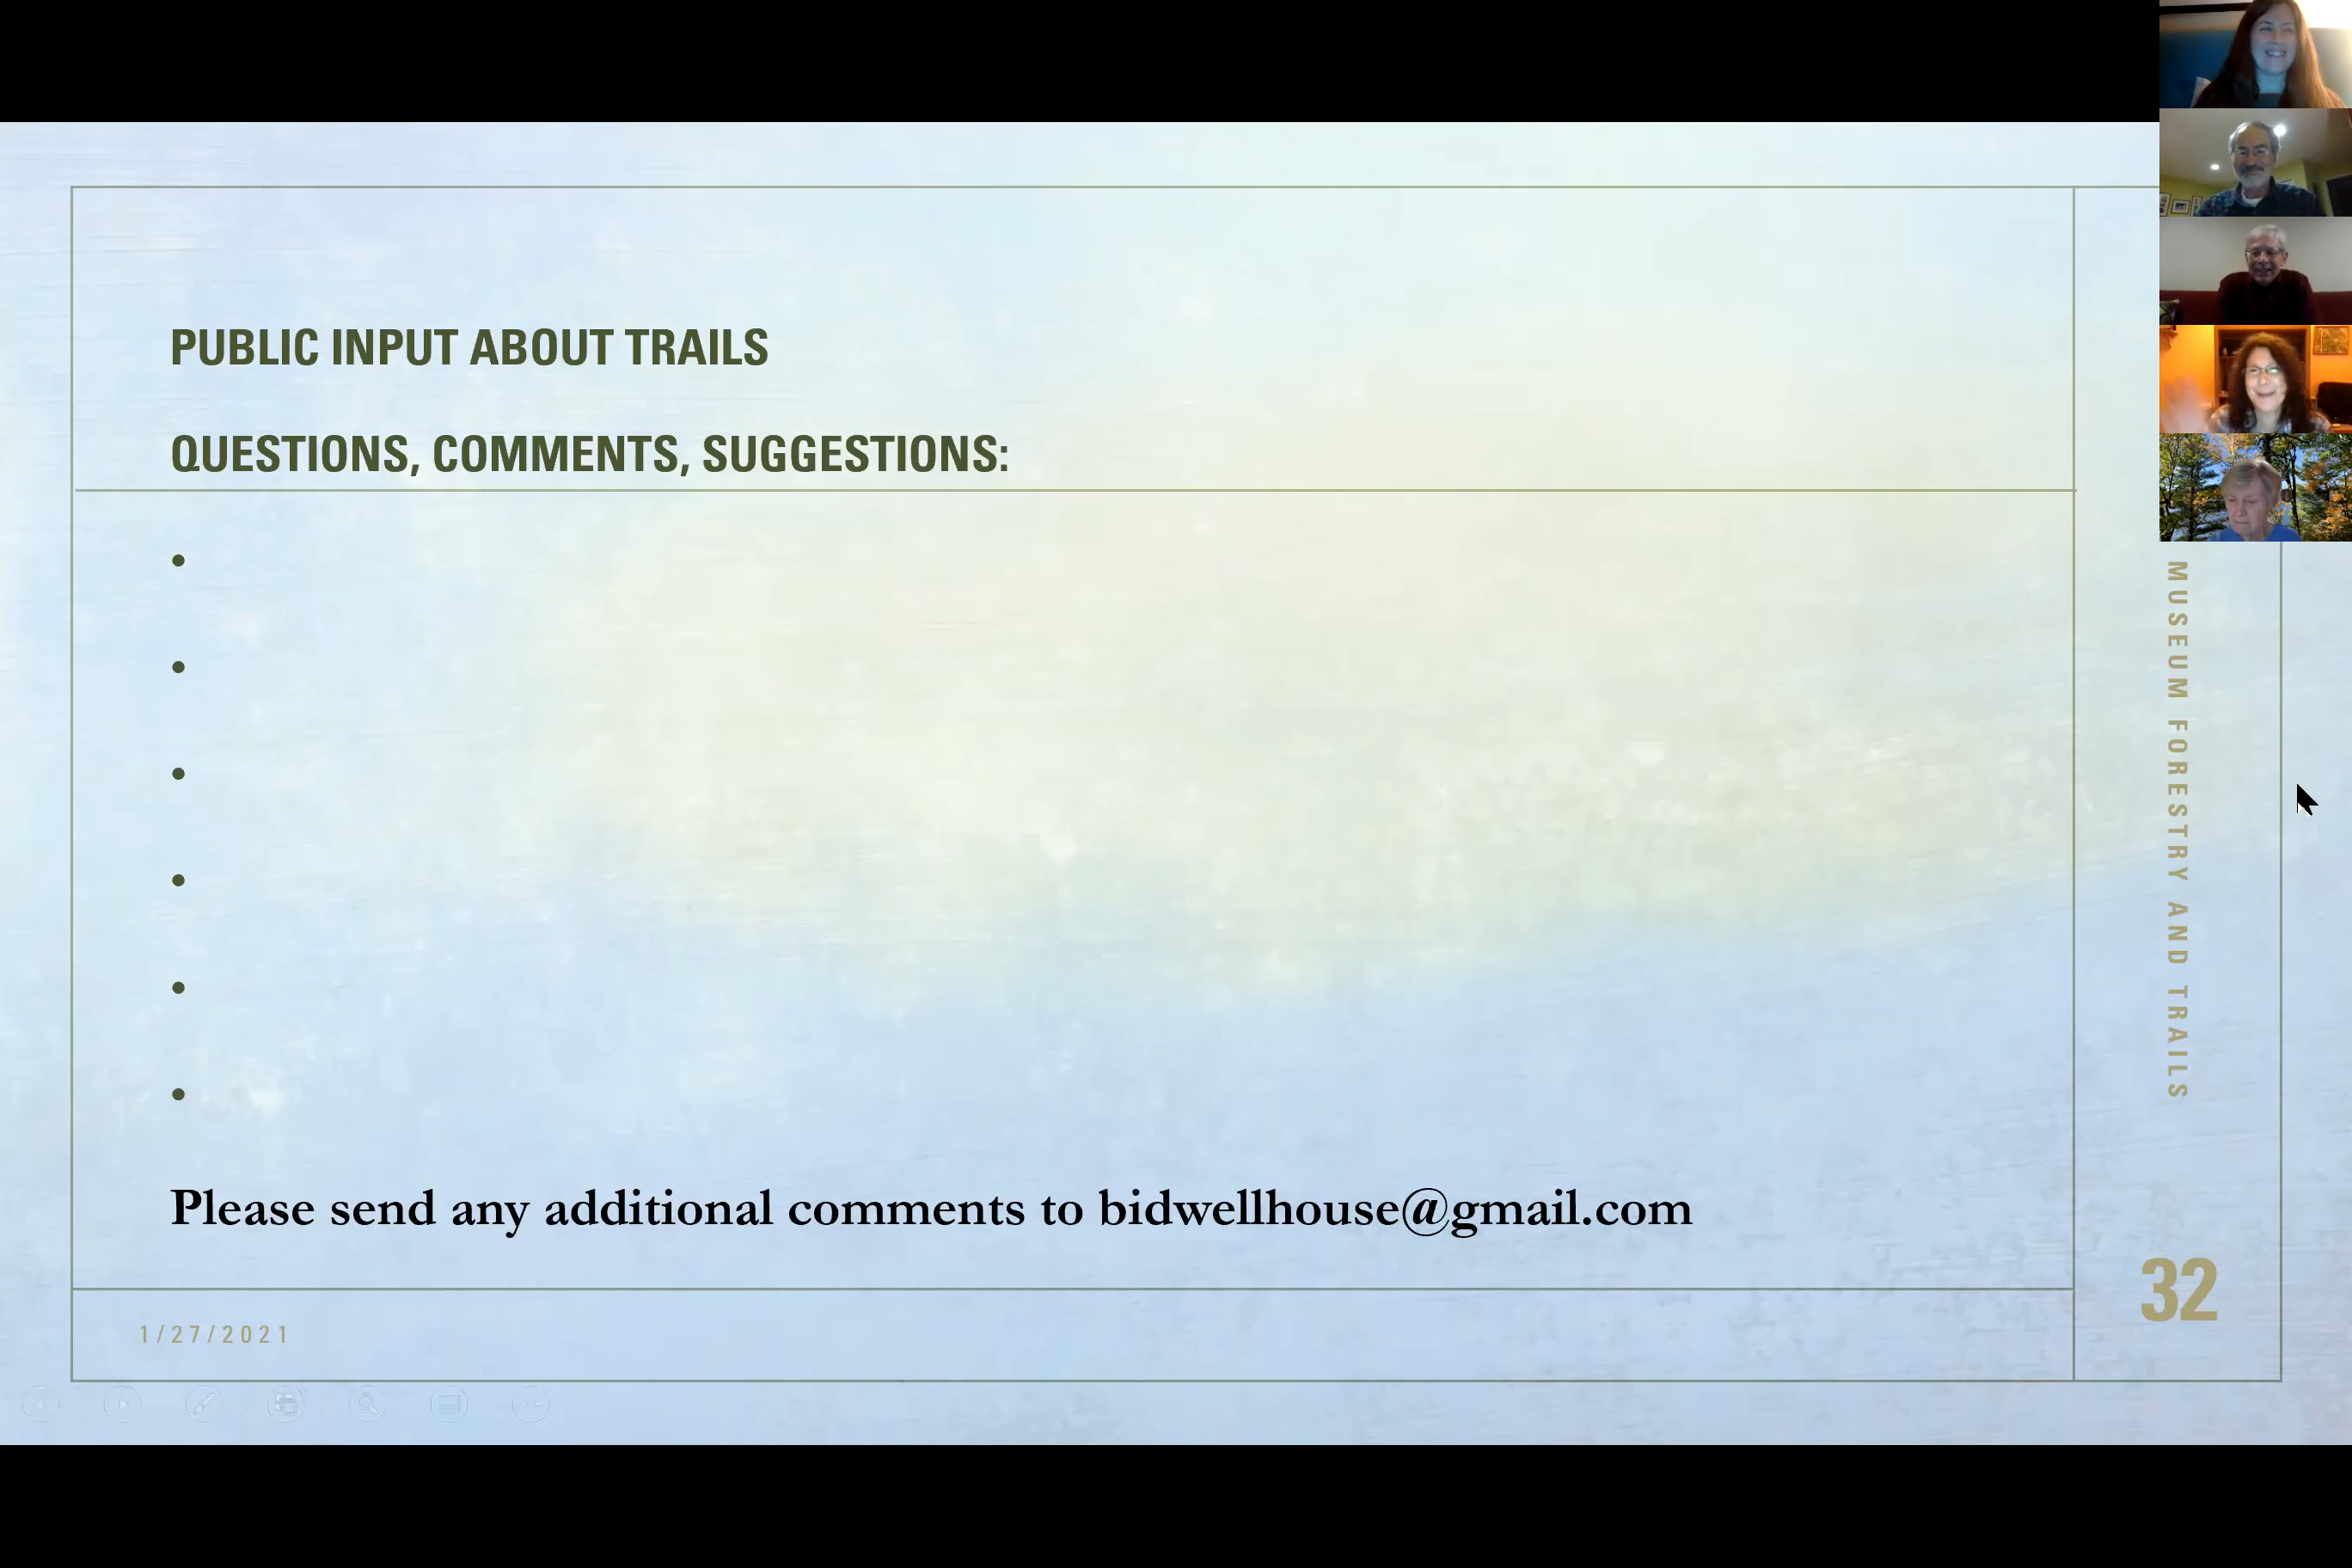 PUBLIC INPUT ABOUT TRAILS
QUESTIONS, COMMENTS, SUGGESTIONS:
Please send any additional comments to bidwellhouse@gmail.com
1/27/2021
MUSEUM FORESTRY AND TRAILS
32